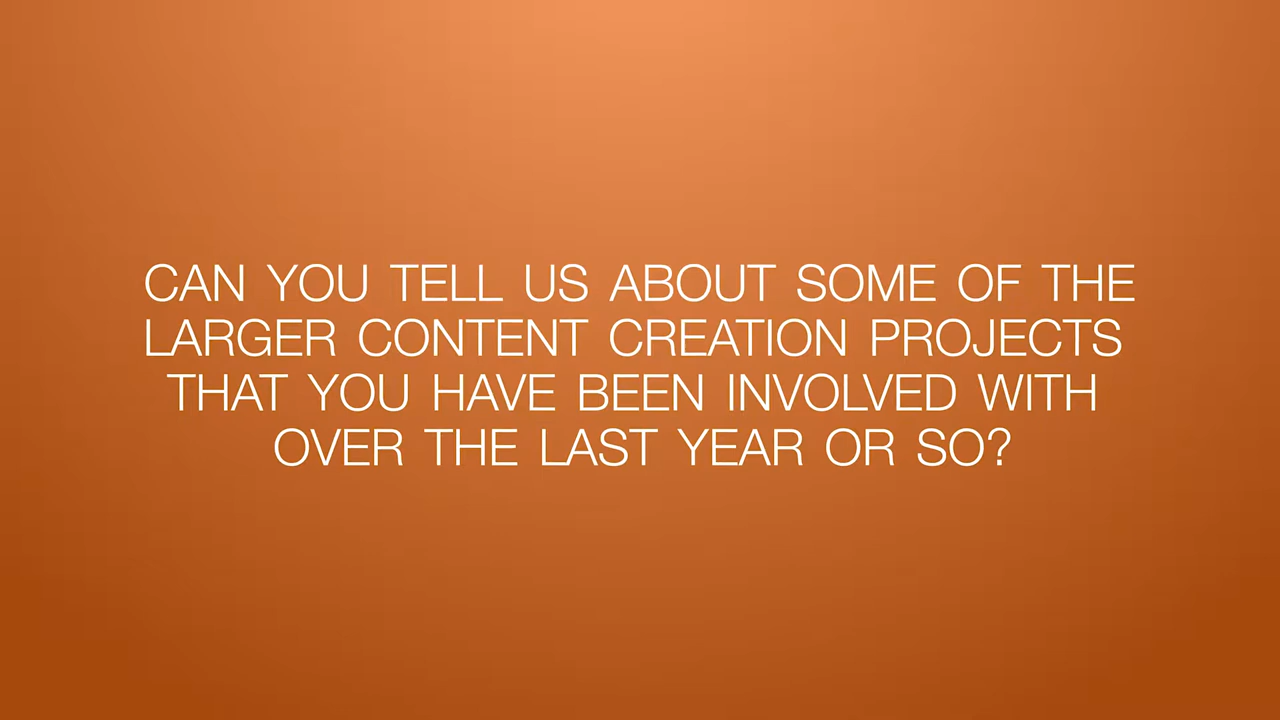 CAN YOU TELL US ABOUT SOME OF THE
LARGER CONTENT CREATION PROJECTS
THAT YOU HAVE BEEN INVOLVED WITH
OVER THE LAST YEAR OR SO?